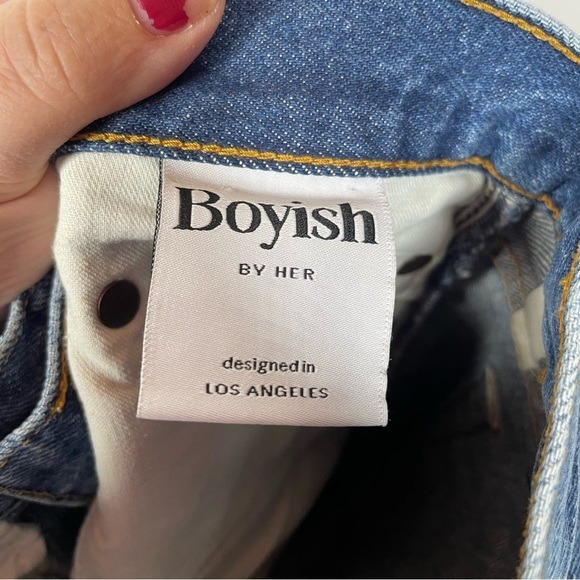 Boyish
BY HER
designed in
LOS ANGELES